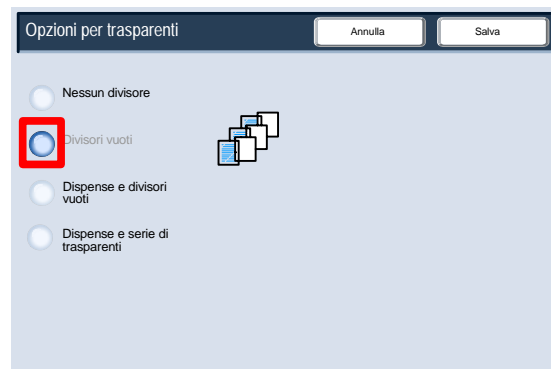 Opzioni per trasparenti
Annulla
Salva
Nessun divisore
Divisori vuoti
Dispense e divisori
vuoti
Dispense e serie di
trasparenti